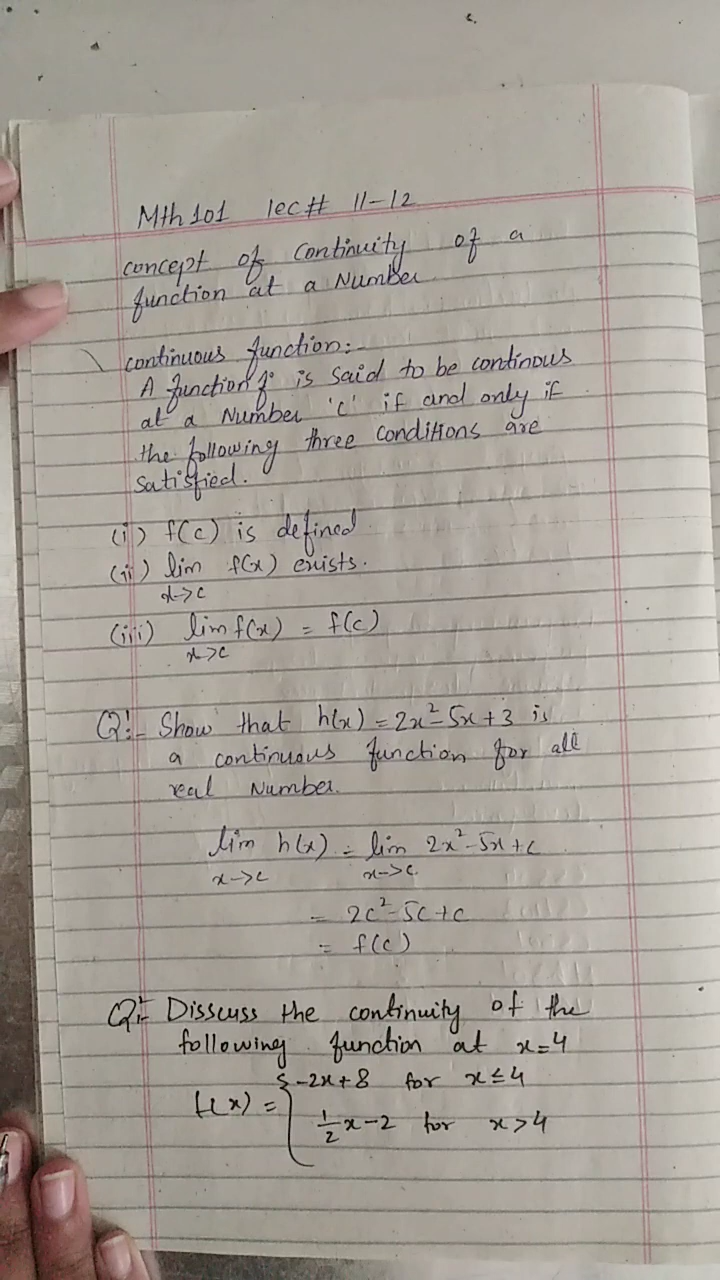 Mth 101 lec# 11-12
concept of Continuity of a
function at a Number
continuous function:-
A function f' is said to be continous
at a Number 'c' if and only if
the following three conditions are
satisfied.
(i) f(c) is defined
(ii) lim f(x) exists.
x->c
(iii) lim f(x) = f(c)
x->c
Q:- Show that h(x) = 2x²-5x+3 is
a continuous function for all
real Number.
lim h(x) = lim 2x²-5x+c
x->c x->c.
= 2c²-5c+c
= f(c)
Q:- Disscuss the continuity of the
following function at x=4
f(x) = { -2x+8 for x≤4
½x-2 for x>4